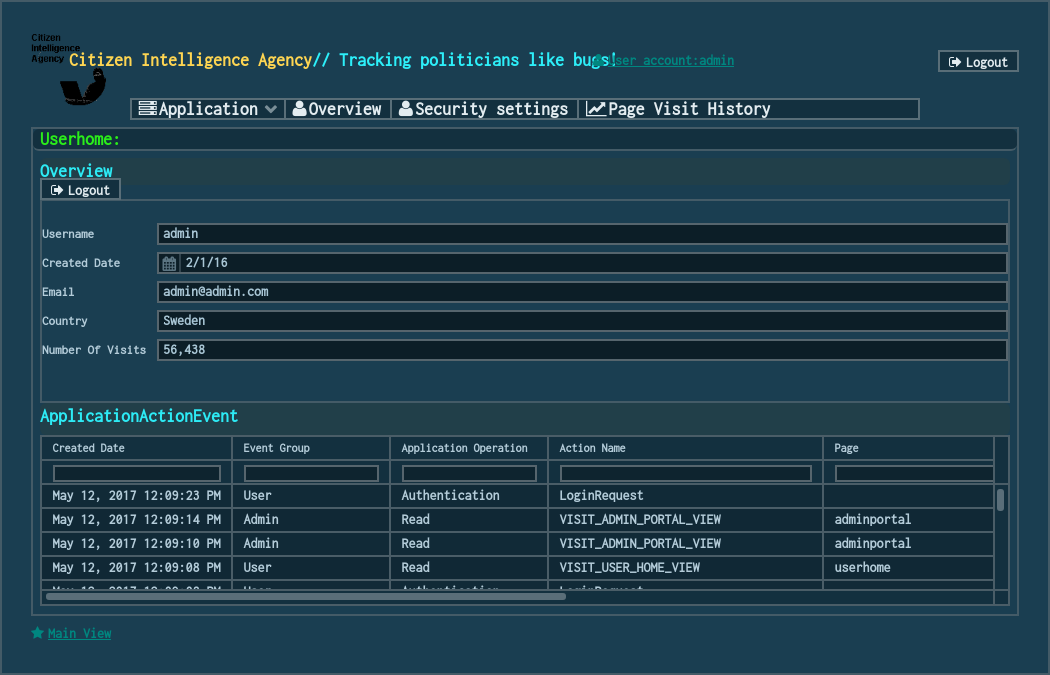 Citizen
Intelligence
Agency
Citizen Intelligence Agency// Tracking politicians like bugs!
User account:admin
Logout
Application
Overview
Security settings
Page Visit History
Userhome:
Overview
Logout
Username admin
Created Date 2/1/16
Email admin@admin.com
Country Sweden
Number Of Visits 56,438
ApplicationActionEvent
Created Date Event Group Application Operation Action Name Page
May 12, 2017 12:09:23 PM User Authentication LoginRequest
May 12, 2017 12:09:14 PM Admin Read VISIT_ADMIN_PORTAL_VIEW adminportal
May 12, 2017 12:09:10 PM Admin Read VISIT_ADMIN_PORTAL_VIEW adminportal
May 12, 2017 12:09:08 PM User Read VISIT_USER_HOME_VIEW userhome
User Authentication LoginRequest
Main View